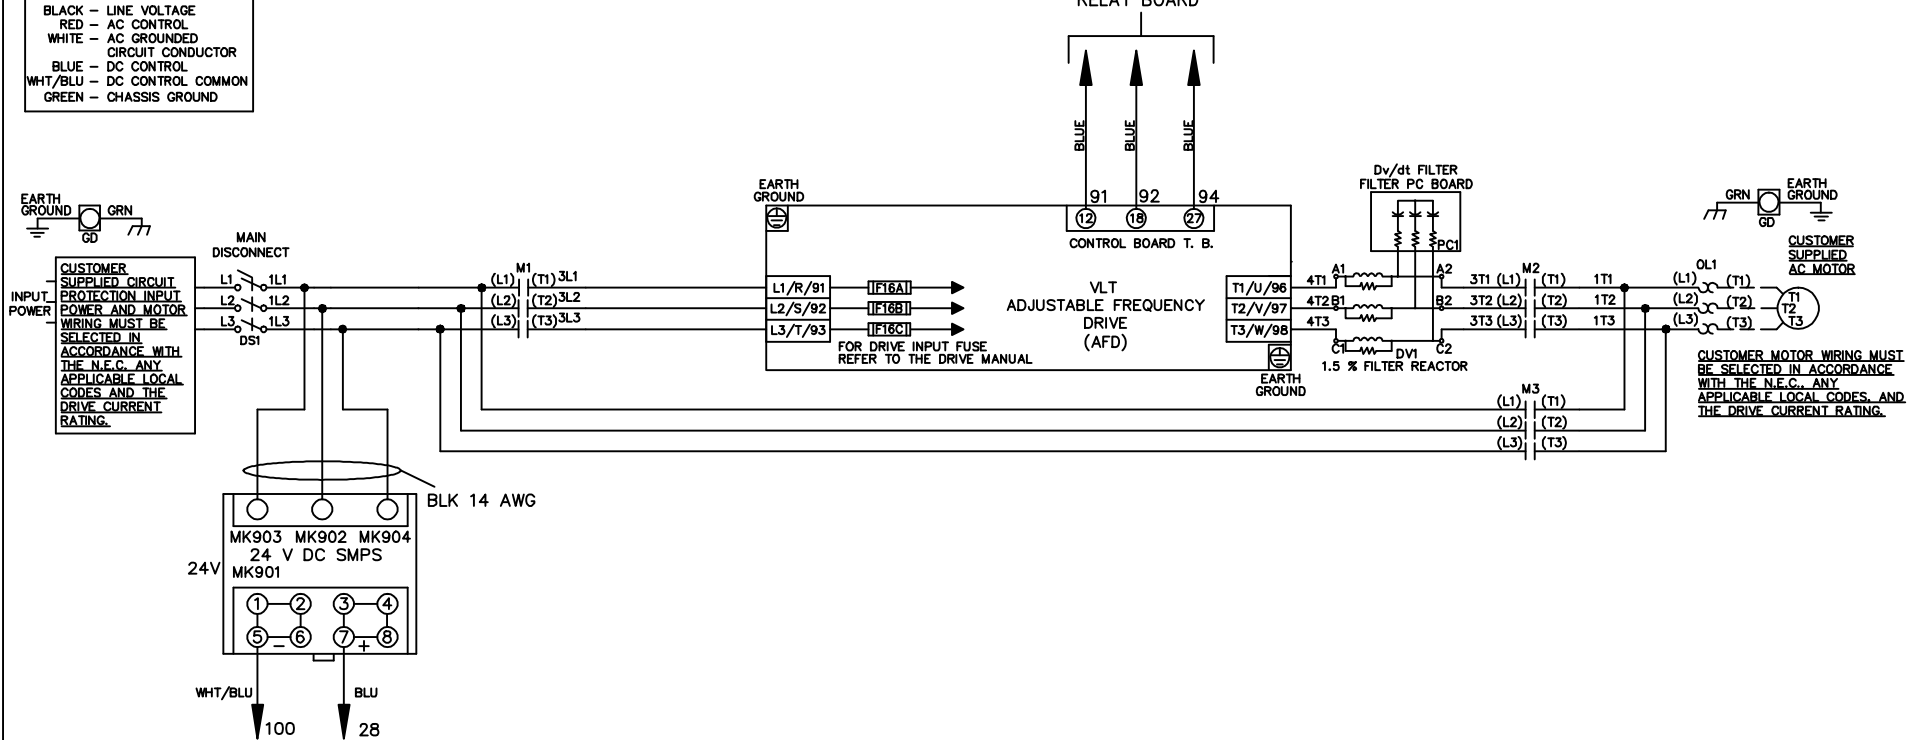 BLACK – LINE VOLTAGE
RED – AC CONTROL
WHITE – AC GROUNDED
CIRCUIT CONDUCTOR
BLUE – DC CONTROL
WHT/BLU – DC CONTROL COMMON
GREEN – CHASSIS GROUND
RELAY BOARD
BLUE
BLUE
BLUE
91
92
94
12
18
27
CONTROL BOARD T. B.
EARTH
GROUND
GRN
GD
MAIN
DISCONNECT
INPUT
POWER
CUSTOMER
SUPPLIED CIRCUIT
PROTECTION INPUT
POWER AND MOTOR
WIRING MUST BE
SELECTED IN
ACCORDANCE WITH
THE N.E.C. ANY
APPLICABLE LOCAL
CODES AND THE
DRIVE CURRENT
RATING.
L1 1L1
L2 1L2
L3 1L3
DS1
M1
(L1) (T1) 3L1
(L2) (T2) 3L2
(L3) (T3) 3L3
EARTH
GROUND
L1/R/91
L2/S/92
L3/T/93
F16A
F16B
F16C
FOR DRIVE INPUT FUSE
REFER TO THE DRIVE MANUAL
VLT
ADJUSTABLE FREQUENCY
DRIVE
(AFD)
T1/U/96
T2/V/97
T3/W/98
EARTH
GROUND
Dv/dt FILTER
FILTER PC BOARD
PC1
4T1 A1 A2
4T2 B1 B2
4T3 C1 C2
DV1
1.5 % FILTER REACTOR
M2
3T1 (L1) (T1) 1T1
3T2 (L2) (T2) 1T2
3T3 (L3) (T3) 1T3
M3
(L1) (T1)
(L2) (T2)
(L3) (T3)
OL1
(L1) (T1)
(L2) (T2)
(L3) (T3)
T1
T2
T3
GRN
GD
EARTH
GROUND
CUSTOMER
SUPPLIED
AC MOTOR
CUSTOMER MOTOR WIRING MUST
BE SELECTED IN ACCORDANCE
WITH THE N.E.C., ANY
APPLICABLE LOCAL CODES, AND
THE DRIVE CURRENT RATING.
BLK 14 AWG
MK903 MK902 MK904
24 V DC SMPS
24V
MK901
1 2 3 4
5 6 7 8
– +
WHT/BLU
BLU
100
28